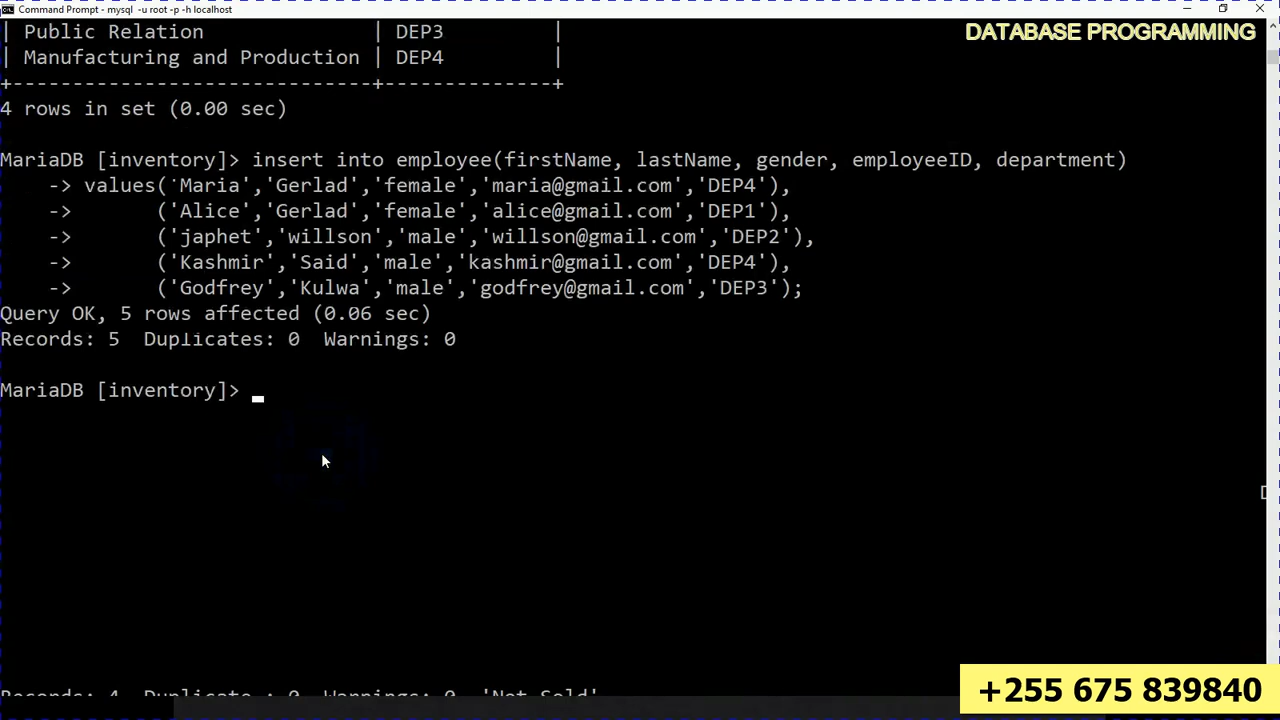 Command Prompt - mysql -u root -p -h localhost
DATABASE PROGRAMMING
| Public Relation | DEP3 |
| Manufacturing and Production | DEP4 |
+------------------------------+--------------+
4 rows in set (0.00 sec)
MariaDB [inventory]> insert into employee(firstName, lastName, gender, employeeID, department)
-> values('Maria','Gerlad','female','maria@gmail.com','DEP4'),
-> ('Alice','Gerlad','female','alice@gmail.com','DEP1'),
-> ('japhet','willson','male','willson@gmail.com','DEP2'),
-> ('Kashmir','Said','male','kashmir@gmail.com','DEP4'),
-> ('Godfrey','Kulwa','male','godfrey@gmail.com','DEP3');
Query OK, 5 rows affected (0.06 sec)
Records: 5 Duplicates: 0 Warnings: 0
MariaDB [inventory]>
Records: 4 Duplicate : 0 Warnings: 0 'Not Sold'
+255 675 839840